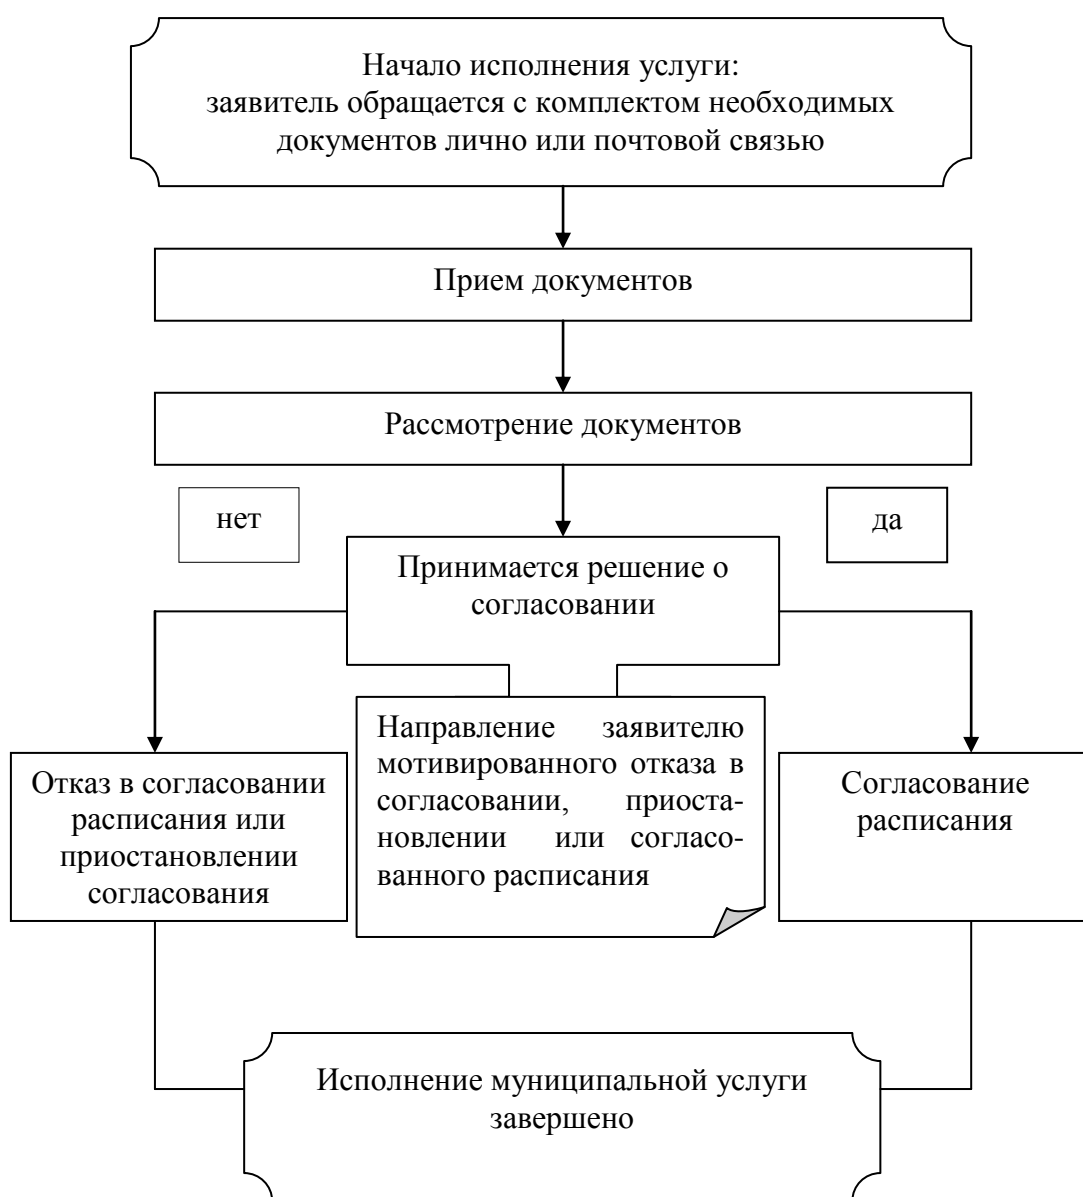 Начало исполнения услуги:
заявитель обращается с комплектом необходимых
документов лично или почтовой связью
Прием документов
Рассмотрение документов
нет
да
Принимается решение о
согласовании
Отказ в согласовании
расписания или
приостановлении
согласования
Направление заявителю
мотивированного отказа в
согласовании, приоста-
новлении или согласо-
ванного расписания
Согласование
расписания
Исполнение муниципальной услуги
завершено